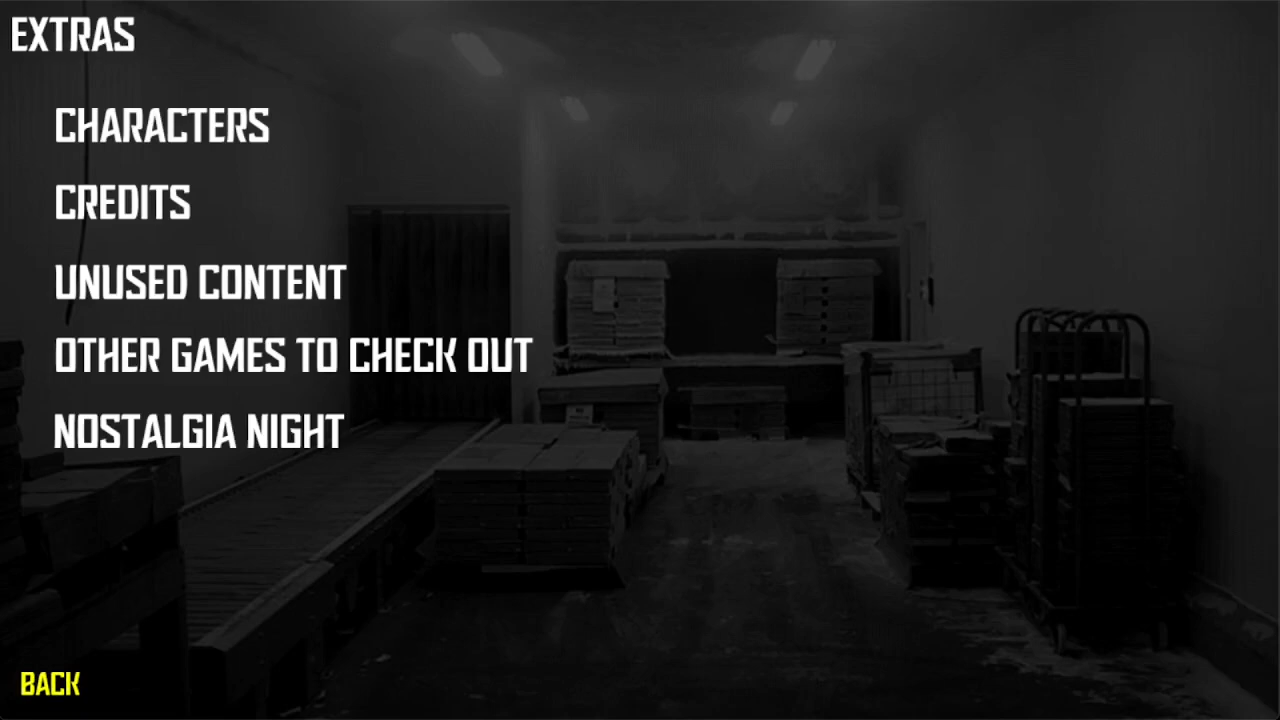 EXTRAS
CHARACTERS
CREDITS
UNUSED CONTENT
OTHER GAMES TO CHECK OUT
NOSTALGIA NIGHT
BACK